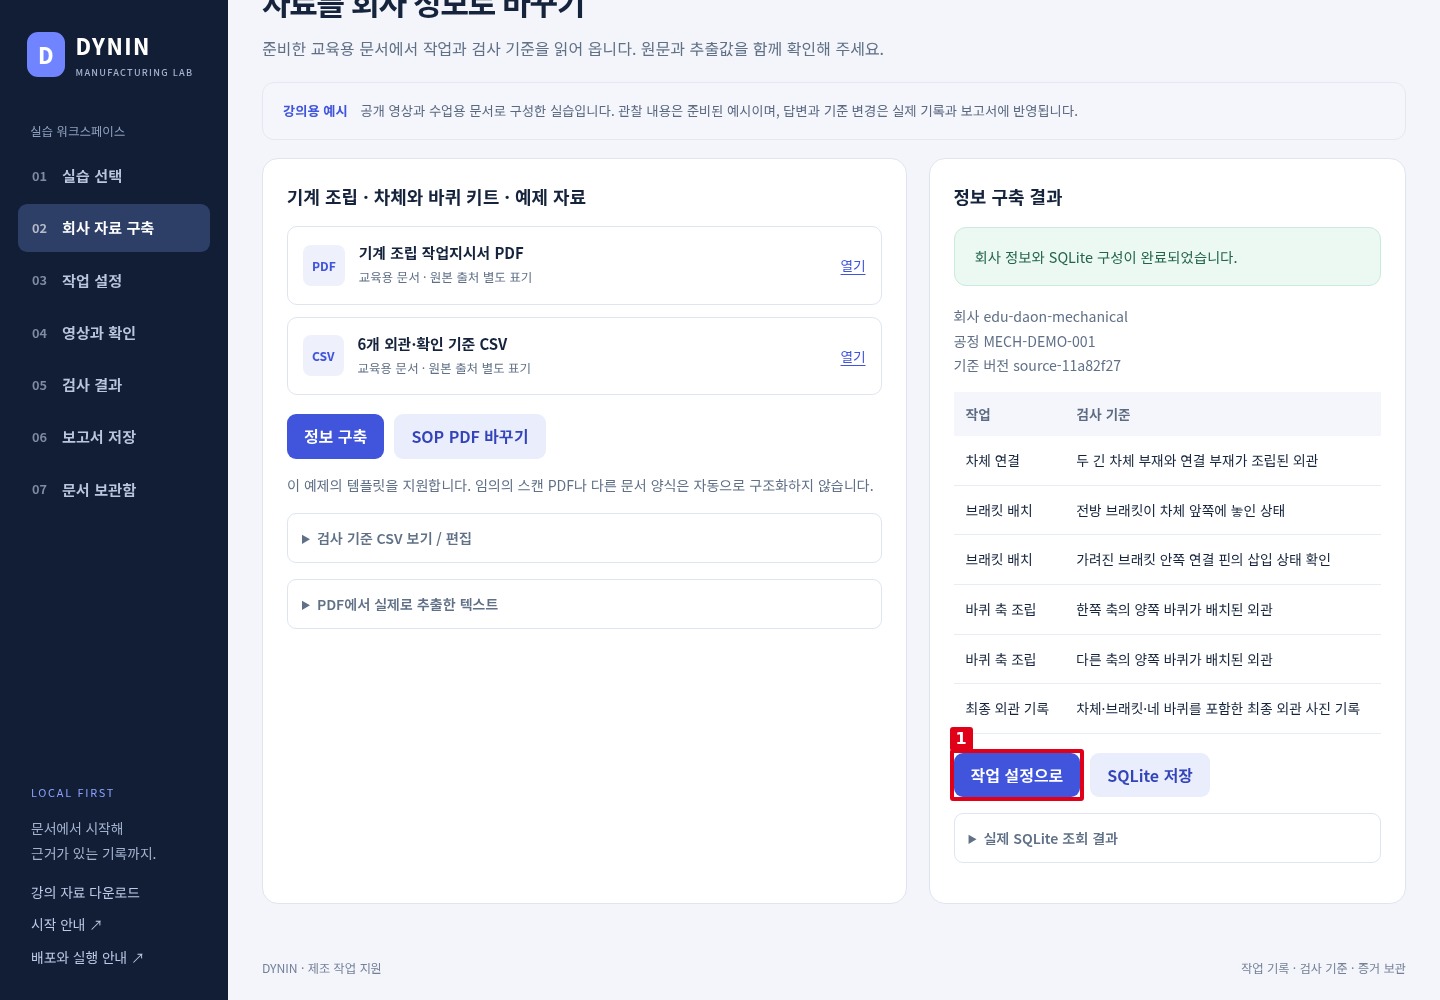 D
DYNIN
MANUFACTURING LAB
실습 워크스페이스
01 실습 선택
02 회사 자료 구축
03 작업 설정
04 영상과 확인
05 검사 결과
06 보고서 저장
07 문서 보관함
LOCAL FIRST
문서에서 시작해
근거가 있는 기록까지.
강의 자료 다운로드
시작 안내 ↗
배포와 실행 안내 ↗
자료를 회사 정보로 바꾸기
준비한 교육용 문서에서 작업과 검사 기준을 읽어 옵니다. 원문과 추출값을 함께 확인해 주세요.
강의용 예시 공개 영상과 수업용 문서로 구성한 실습입니다. 관찰 내용은 준비된 예시이며, 답변과 기준 변경은 실제 기록과 보고서에 반영됩니다.
기계 조립 · 차체와 바퀴 키트 · 예제 자료
PDF
기계 조립 작업지시서 PDF
교육용 문서 · 원본 출처 별도 표기
열기
CSV
6개 외관·확인 기준 CSV
교육용 문서 · 원본 출처 별도 표기
열기
정보 구축 SOP PDF 바꾸기
이 예제의 템플릿을 지원합니다. 임의의 스캔 PDF나 다른 문서 양식은 자동으로 구조화하지 않습니다.
▶ 검사 기준 CSV 보기 / 편집
▶ PDF에서 실제로 추출한 텍스트
정보 구축 결과
회사 정보와 SQLite 구성이 완료되었습니다.
회사 edu-daon-mechanical
공정 MECH-DEMO-001
기준 버전 source-11a82f27
작업 검사 기준
차체 연결 두 긴 차체 부재와 연결 부재가 조립된 외관
브래킷 배치 전방 브래킷이 차체 앞쪽에 놓인 상태
브래킷 배치 가려진 브래킷 안쪽 연결 핀의 삽입 상태 확인
바퀴 축 조립 한쪽 축의 양쪽 바퀴가 배치된 외관
바퀴 축 조립 다른 축의 양쪽 바퀴가 배치된 외관
최종 외관 기록 차체·브래킷·네 바퀴를 포함한 최종 외관 사진 기록
1
작업 설정으로 SQLite 저장
▶ 실제 SQLite 조회 결과
DYNIN · 제조 작업 지원
작업 기록 · 검사 기준 · 증거 보관